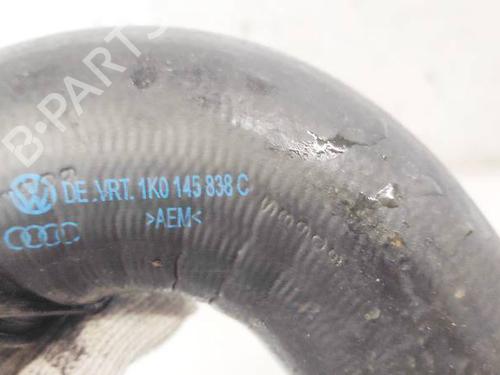 DE.VRT. 1K0 145 838 C
>AEM<
B-PARTS